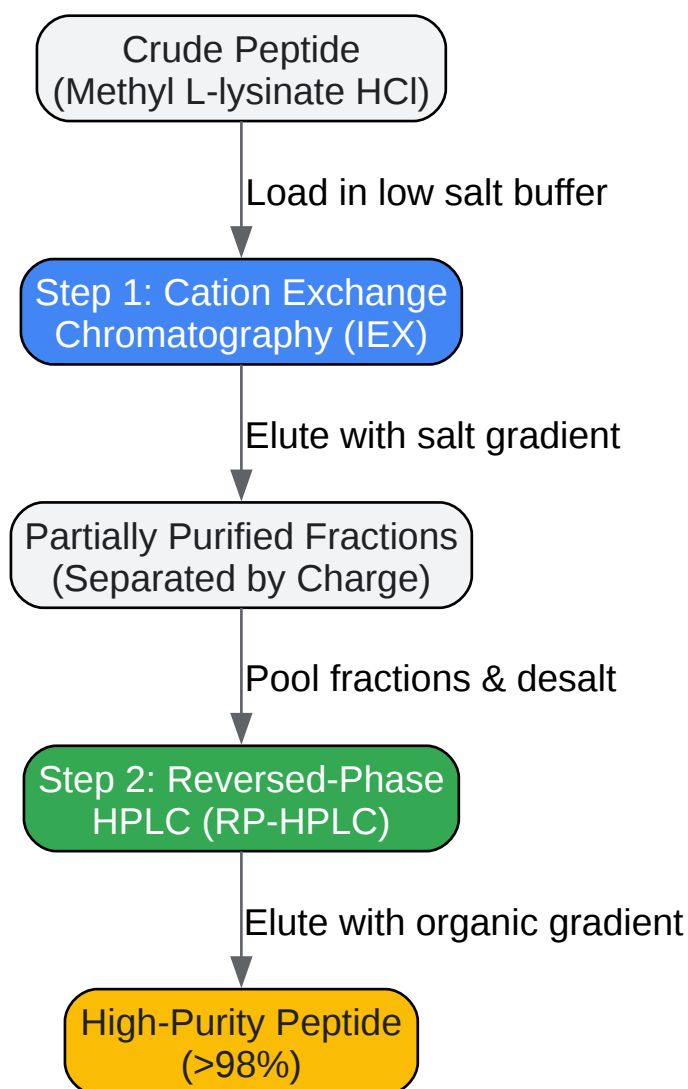 Crude Peptide
(Methyl L-lysinate HCl)
Load in low salt buffer
Step 1: Cation Exchange
Chromatography (IEX)
Elute with salt gradient
Partially Purified Fractions
(Separated by Charge)
Pool fractions & desalt
Step 2: Reversed-Phase
HPLC (RP-HPLC)
Elute with organic gradient
High-Purity Peptide
(>98%)